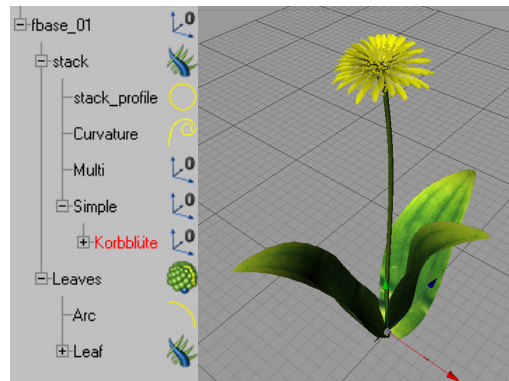 fbase_01
stack
stack_profile
Curvature
Multi
Simple
Korbblüte
Leaves
Arc
Leaf